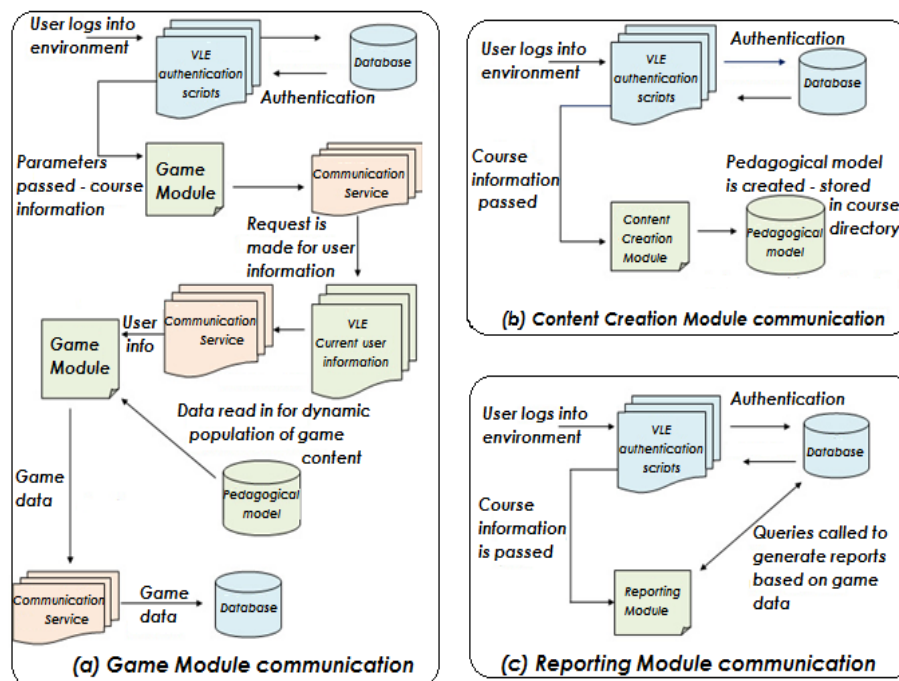 User logs into
environment
VLE
authentication
scripts
Database
Authentication
Parameters
passed - course
information
Game
Module
Communication
Service
Request is
made for user
information
VLE
Current user
information
Communication
Service
User
info
Game
Module
Data read in for dynamic
population of game
content
Pedagogical
model
Game
data
Communication
Service
Game
data
Database
(a) Game Module communication
User logs into
environment
VLE
authentication
scripts
Authentication
Database
Course
information
passed
Content
Creation
Module
Pedagogical model
is created - stored
in course
directory
Pedagogical
model
(b) Content Creation Module communication
User logs into
environment
VLE
authentication
scripts
Authentication
Database
Course
information
is passed
Reporting
Module
Queries called to
generate reports
based on game
data
(c) Reporting Module communication